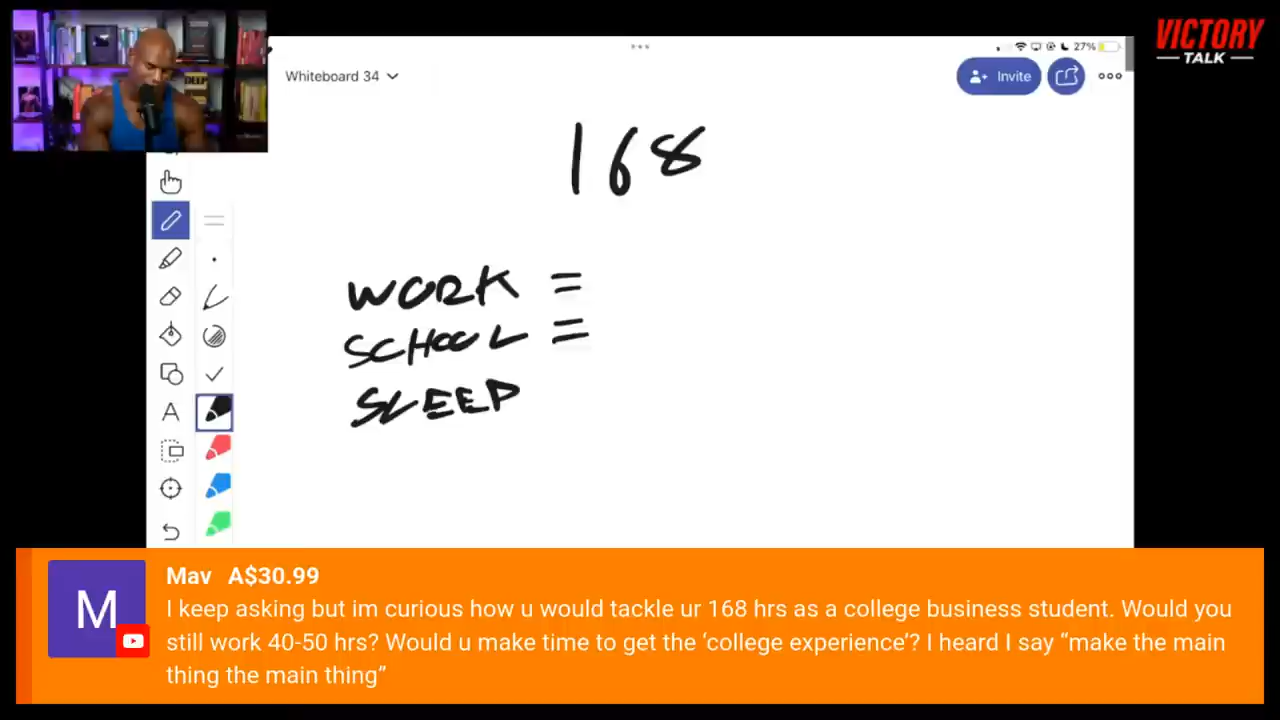 VICTORY
TALK
27%
Whiteboard 34
Invite
168
WORK =
SCHOOL =
SLEEP
A
M
Mav A$30.99
I keep asking but im curious how u would tackle ur 168 hrs as a college business student. Would you
still work 40-50 hrs? Would u make time to get the ‘college experience’? I heard I say “make the main
thing the main thing”